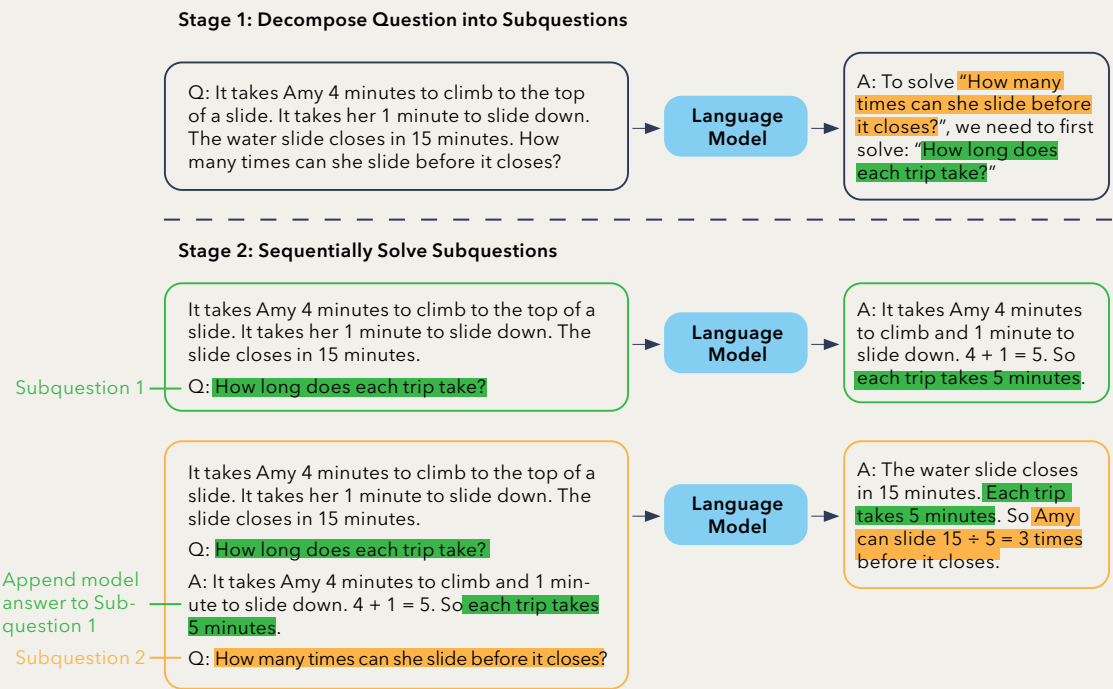 Stage 1: Decompose Question into Subquestions
Q: It takes Amy 4 minutes to climb to the top
of a slide. It takes her 1 minute to slide down.
The water slide closes in 15 minutes. How
many times can she slide before it closes?
Language
Model
A: To solve “How many
times can she slide before
it closes?”, we need to first
solve: “How long does
each trip take?”
Stage 2: Sequentially Solve Subquestions
It takes Amy 4 minutes to climb to the top of a
slide. It takes her 1 minute to slide down. The
slide closes in 15 minutes.
Subquestion 1
Q: How long does each trip take?
Language
Model
A: It takes Amy 4 minutes
to climb and 1 minute to
slide down. 4 + 1 = 5. So
each trip takes 5 minutes.
It takes Amy 4 minutes to climb to the top of a
slide. It takes her 1 minute to slide down. The
slide closes in 15 minutes.
Q: How long does each trip take?
Append model
answer to Sub-
question 1
A: It takes Amy 4 minutes to climb and 1 min-
ute to slide down. 4 + 1 = 5. So each trip takes
5 minutes.
Subquestion 2
Q: How many times can she slide before it closes?
Language
Model
A: The water slide closes
in 15 minutes. Each trip
takes 5 minutes. So Amy
can slide 15 ÷ 5 = 3 times
before it closes.